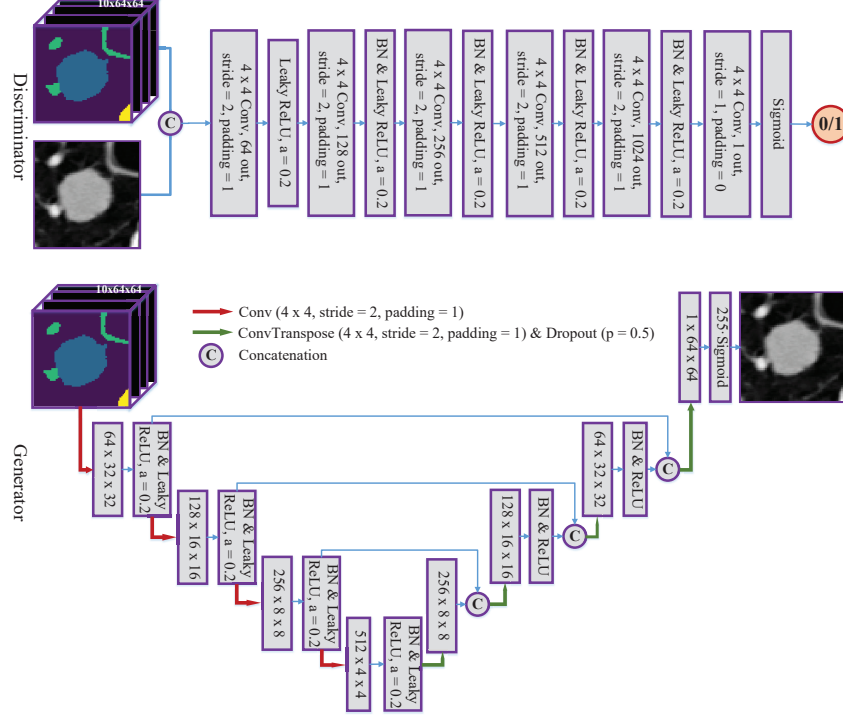 Discriminator
10x64x64
C
4 x 4 Conv, 64 out,
stride = 2, padding = 1
Leaky ReLU, a = 0.2
4 x 4 Conv, 128 out,
stride = 2, padding = 1
BN & Leaky ReLU, a = 0.2
4 x 4 Conv, 256 out,
stride = 2, padding = 1
BN & Leaky ReLU, a = 0.2
4 x 4 Conv, 512 out,
stride = 2, padding = 1
BN & Leaky ReLU, a = 0.2
4 x 4 Conv, 1024 out,
stride = 2, padding = 1
BN & Leaky ReLU, a = 0.2
4 x 4 Conv, 1 out,
stride = 1, padding = 0
Sigmoid
0/1
Generator
10x64x64
Conv (4 x 4, stride = 2, padding = 1)
ConvTranspose (4 x 4, stride = 2, padding = 1) & Dropout (p = 0.5)
C
Concatenation
64 x 32 x 32
BN & Leaky
ReLU, a = 0.2
128 x 16 x 16
BN & Leaky
ReLU, a = 0.2
256 x 8 x 8
BN & Leaky
ReLU, a = 0.2
512 x 4 x 4
BN & Leaky
ReLU, a = 0.2
256 x 8 x 8
C
128 x 16 x 16
BN & ReLU
C
64 x 32 x 32
BN & ReLU
C
1 x 64 x 64
255· Sigmoid